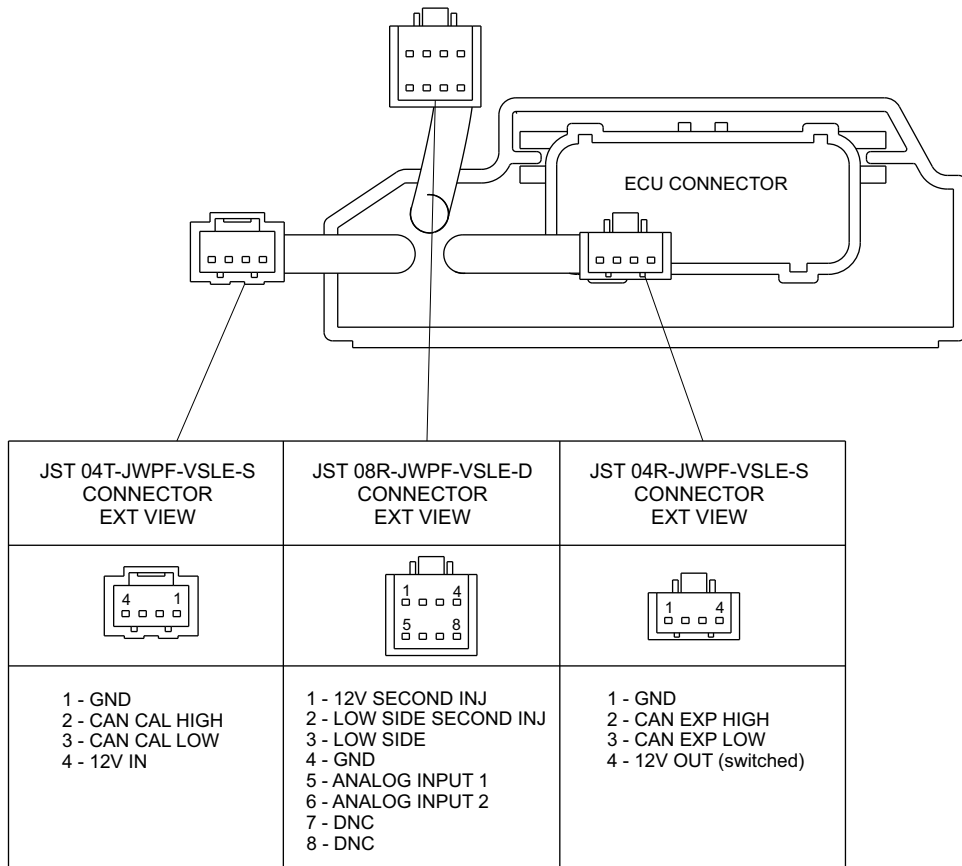 ECU CONNECTOR
JST 04T-JWPF-VSLE-S
CONNECTOR
EXT VIEW
JST 08R-JWPF-VSLE-D
CONNECTOR
EXT VIEW
JST 04R-JWPF-VSLE-S
CONNECTOR
EXT VIEW
4 1
1 4
5 8
1 4
1 - GND
2 - CAN CAL HIGH
3 - CAN CAL LOW
4 - 12V IN
1 - 12V SECOND INJ
2 - LOW SIDE SECOND INJ
3 - LOW SIDE
4 - GND
5 - ANALOG INPUT 1
6 - ANALOG INPUT 2
7 - DNC
8 - DNC
1 - GND
2 - CAN EXP HIGH
3 - CAN EXP LOW
4 - 12V OUT (switched)